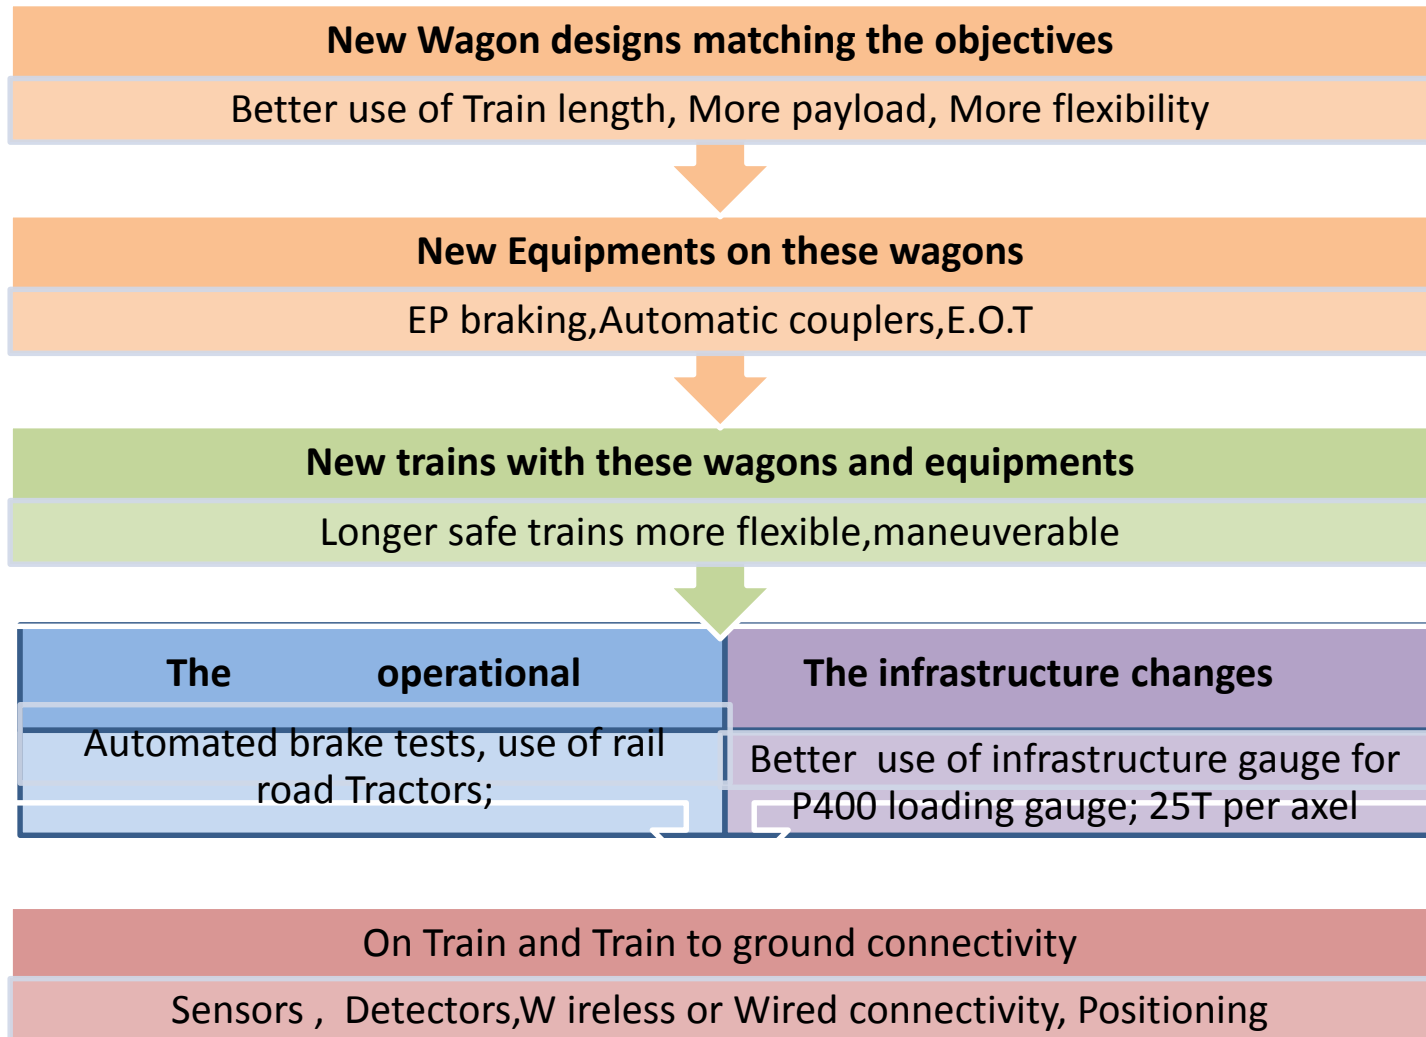 New Wagon designs matching the objectives
Better use of Train length, More payload, More flexibility
New Equipments on these wagons
EP braking,Automatic couplers,E.O.T
New trains with these wagons and equipments
Longer safe trains more flexible,maneuverable
The operational
Automated brake tests, use of rail
road Tractors;
The infrastructure changes
Better use of infrastructure gauge for
P400 loading gauge; 25T per axel
On Train and Train to ground connectivity
Sensors , Detectors,W ireless or Wired connectivity, Positioning